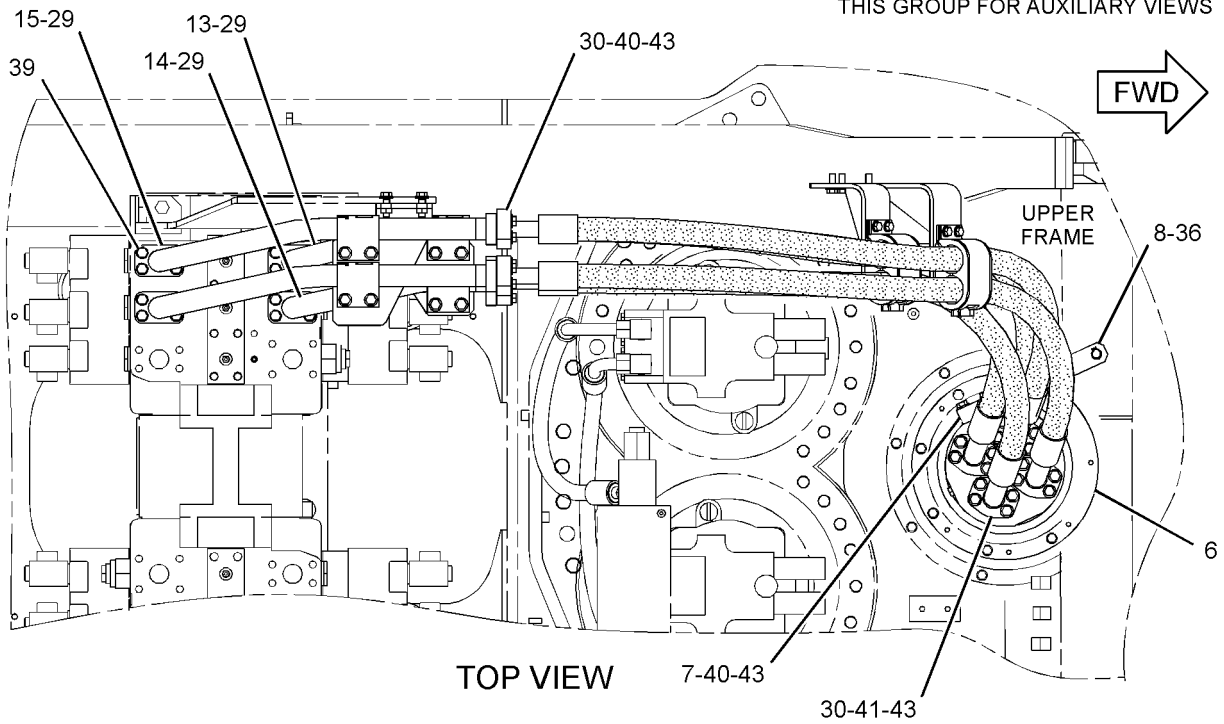 THIS GROUP FOR AUXILIARY VIEWS
15-29
13-29
30-40-43
39
14-29
FWD
UPPER
FRAME
8-36
6
TOP VIEW
7-40-43
30-41-43